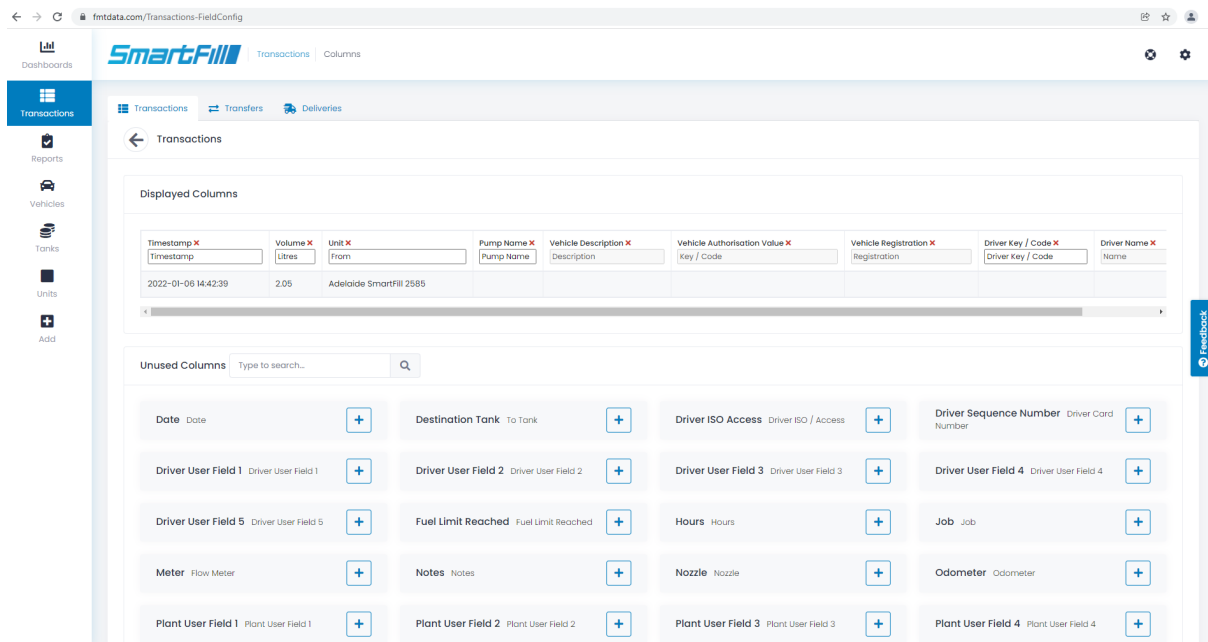 fmtdata.com/Transactions-FieldConfig
Dashboards
SmartFill Transactions Columns
Transactions
Reports
Vehicles
Tanks
Units
Add
Transactions Transfers Deliveries
Transactions
Displayed Columns
Timestamp Volume Unit Pump Name Vehicle Description Vehicle Authorisation Value Vehicle Registration Driver Key / Code Driver Name
Timestamp Litres From Pump Name Description Key / Code Registration Driver Key / Code Name
2022-01-06 14:42:39 2.05 Adelaide SmartFill 2585
Feedback
Unused Columns Type to search...
Date Date
Destination Tank To Tank
Driver ISO Access Driver ISO / Access
Driver Sequence Number Driver Card
Number
Driver User Field 1 Driver User Field 1
Driver User Field 2 Driver User Field 2
Driver User Field 3 Driver User Field 3
Driver User Field 4 Driver User Field 4
Driver User Field 5 Driver User Field 5
Fuel Limit Reached Fuel Limit Reached
Hours Hours
Job Job
Meter Flow Meter
Notes Notes
Nozzle Nozzle
Odometer Odometer
Plant User Field 1 Plant User Field 1
Plant User Field 2 Plant User Field 2
Plant User Field 3 Plant User Field 3
Plant User Field 4 Plant User Field 4